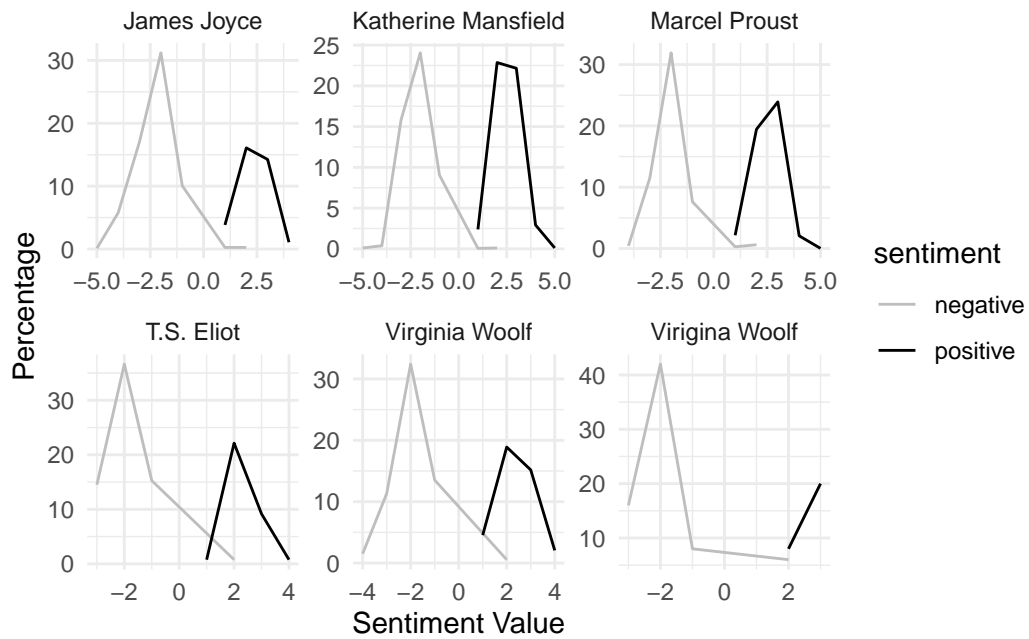 James Joyce
Katherine Mansfield
Marcel Proust
30
20
10
0
−5.0 −2.5 0.0 2.5
25
20
15
10
5
0
−5.0 −2.5 0.0 2.5 5.0
30
20
10
0
−2.5 0.0 2.5 5.0
T.S. Eliot
Virginia Woolf
Virigina Woolf
30
20
10
0
−2 0 2 4
30
20
10
0
−4 −2 0 2 4
40
30
20
10
−2 0 2
Percentage
Sentiment Value
sentiment
negative
positive